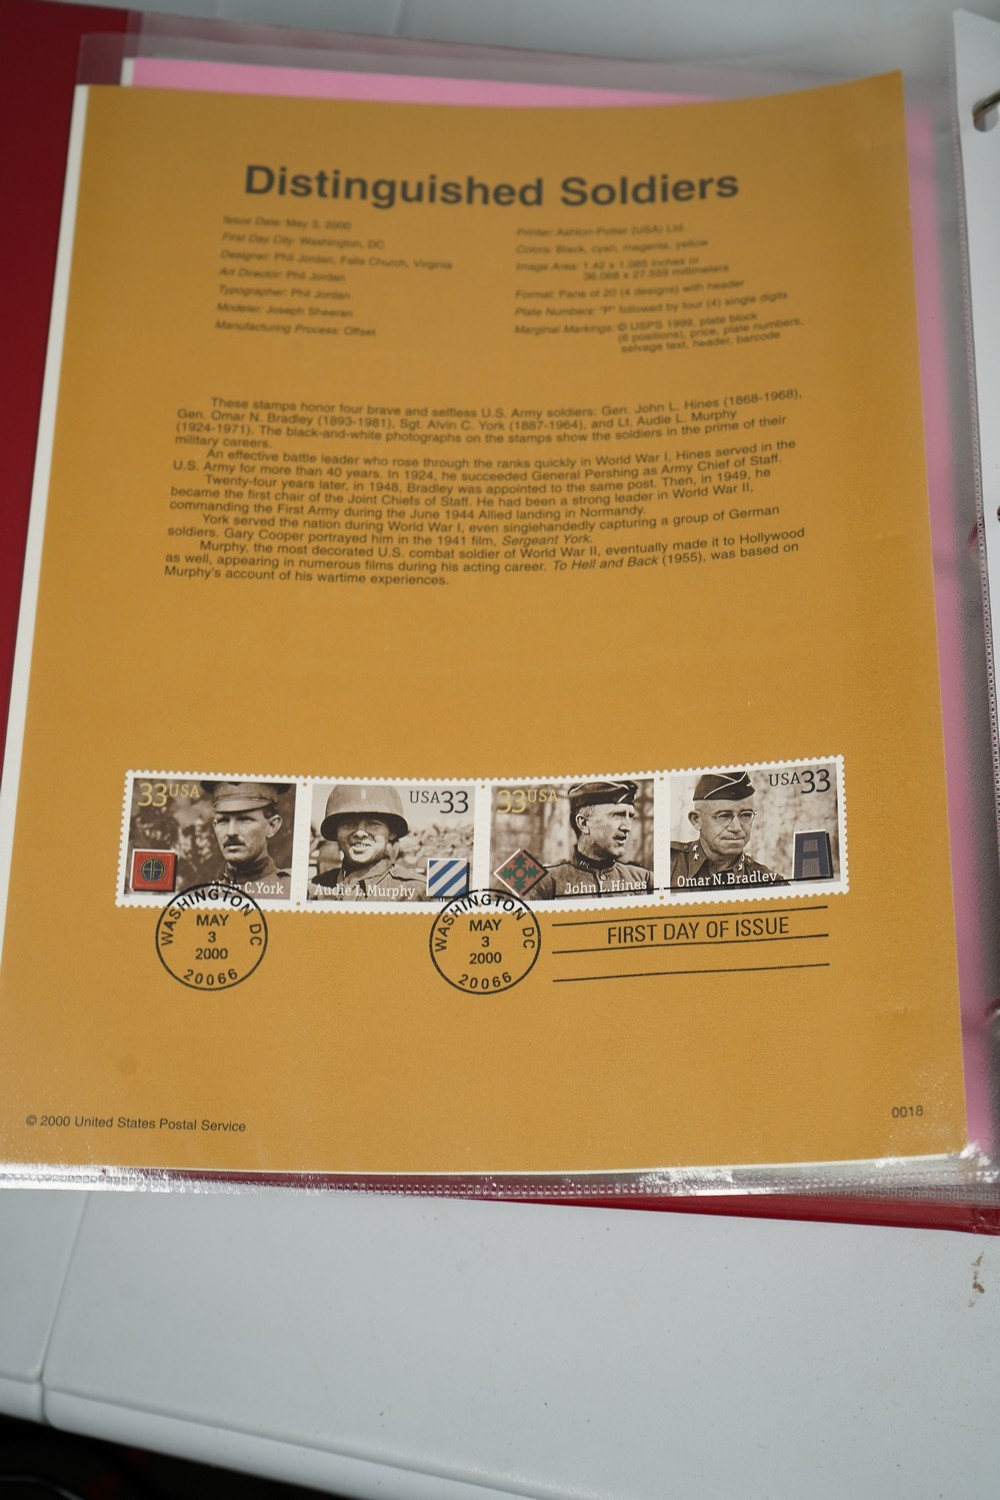 Distinguished Soldiers
Issue Date: May 3, 2000
First Day City: Washington, DC
Designer: Phil Jordan, Falls Church, Virginia
Art Director: Phil Jordan
Typographer: Phil Jordan
Modeler: Joseph Sheeran
Manufacturing Process: Offset
Printer: Ashton-Potter (USA) Ltd.
Colors: Black, cyan, magenta, yellow
Image Area: 1.42 x 1.085 inches or
36.068 x 27.559 millimeters
Format: Pane of 20 (4 designs) with header
Plate Numbers: "P" followed by four (4) single digits
Marginal Markings: © USPS 1999, plate block
(6 positions), price, plate numbers,
selvage text, header, barcode
These stamps honor four brave and selfless U.S. Army soldiers: Gen. John L. Hines (1868-1968),
Gen. Omar N. Bradley (1893-1981), Sgt. Alvin C. York (1887-1964), and Lt. Audie L. Murphy
(1924-1971). The black-and-white photographs on the stamps show the soldiers in the prime of their
military careers.
An effective battle leader who rose through the ranks quickly in World War I, Hines served in the
U.S. Army for more than 40 years. In 1924, he succeeded General Pershing as Army Chief of Staff.
Twenty-four years later, in 1948, Bradley was appointed to the same post. Then, in 1949, he
became the first chair of the Joint Chiefs of Staff. He had been a strong leader in World War II,
commanding the First Army during the June 1944 Allied landing in Normandy.
York served the nation during World War I, even singlehandedly capturing a group of German
soldiers. Gary Cooper portrayed him in the 1941 film, Sergeant York.
Murphy, the most decorated U.S. combat soldier of World War II, eventually made it to Hollywood
as well, appearing in numerous films during his acting career. To Hell and Back (1955), was based on
Murphy's account of his wartime experiences.
33USA
Alvin C. York
USA33
Audie L. Murphy
33USA
John L. Hines
USA33
Omar N. Bradley
WASHINGTON DC
MAY
3
2000
20066
WASHINGTON DC
MAY
3
2000
20066
FIRST DAY OF ISSUE
© 2000 United States Postal Service
0018